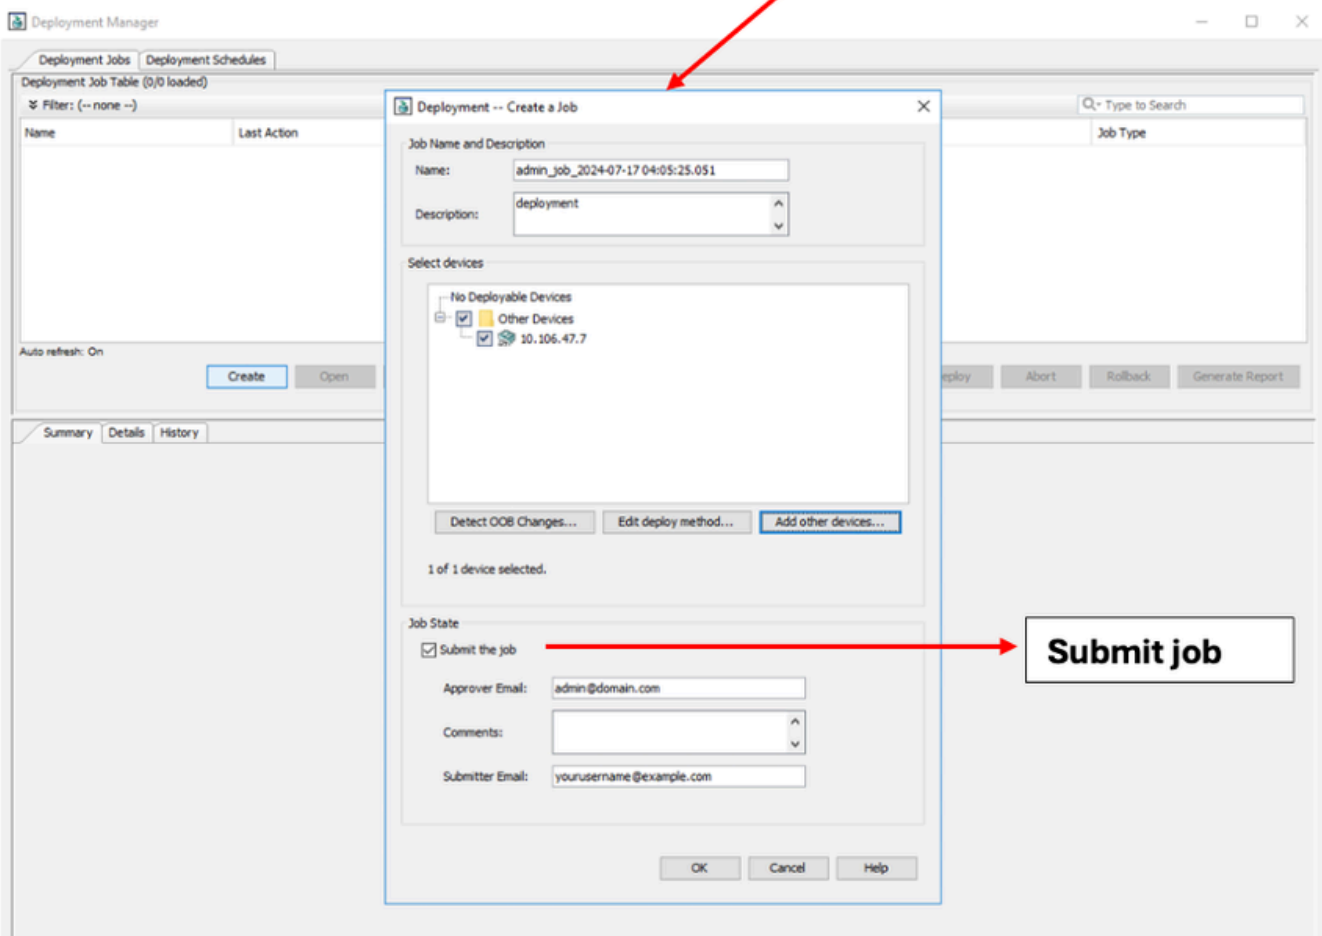 Deployment Manager
Deployment Jobs Deployment Schedules
Deployment Job Table (0/0 loaded)
Filter: (-- none --)
Type to Search
Name Last Action Job Type
Auto refresh: On
Create Open eploy Abort Rollback Generate Report
Summary Details History
Deployment -- Create a Job
Job Name and Description
Name: admin_job_2024-07-17 04:05:25.051
Description: deployment
Select devices
No Deployable Devices
Other Devices
10.106.47.7
Detect OOB Changes... Edit deploy method... Add other devices...
1 of 1 device selected.
Job State
Submit the job
Approver Email: admin@domain.com
Comments:
Submitter Email: yourusername@example.com
OK Cancel Help
Submit job